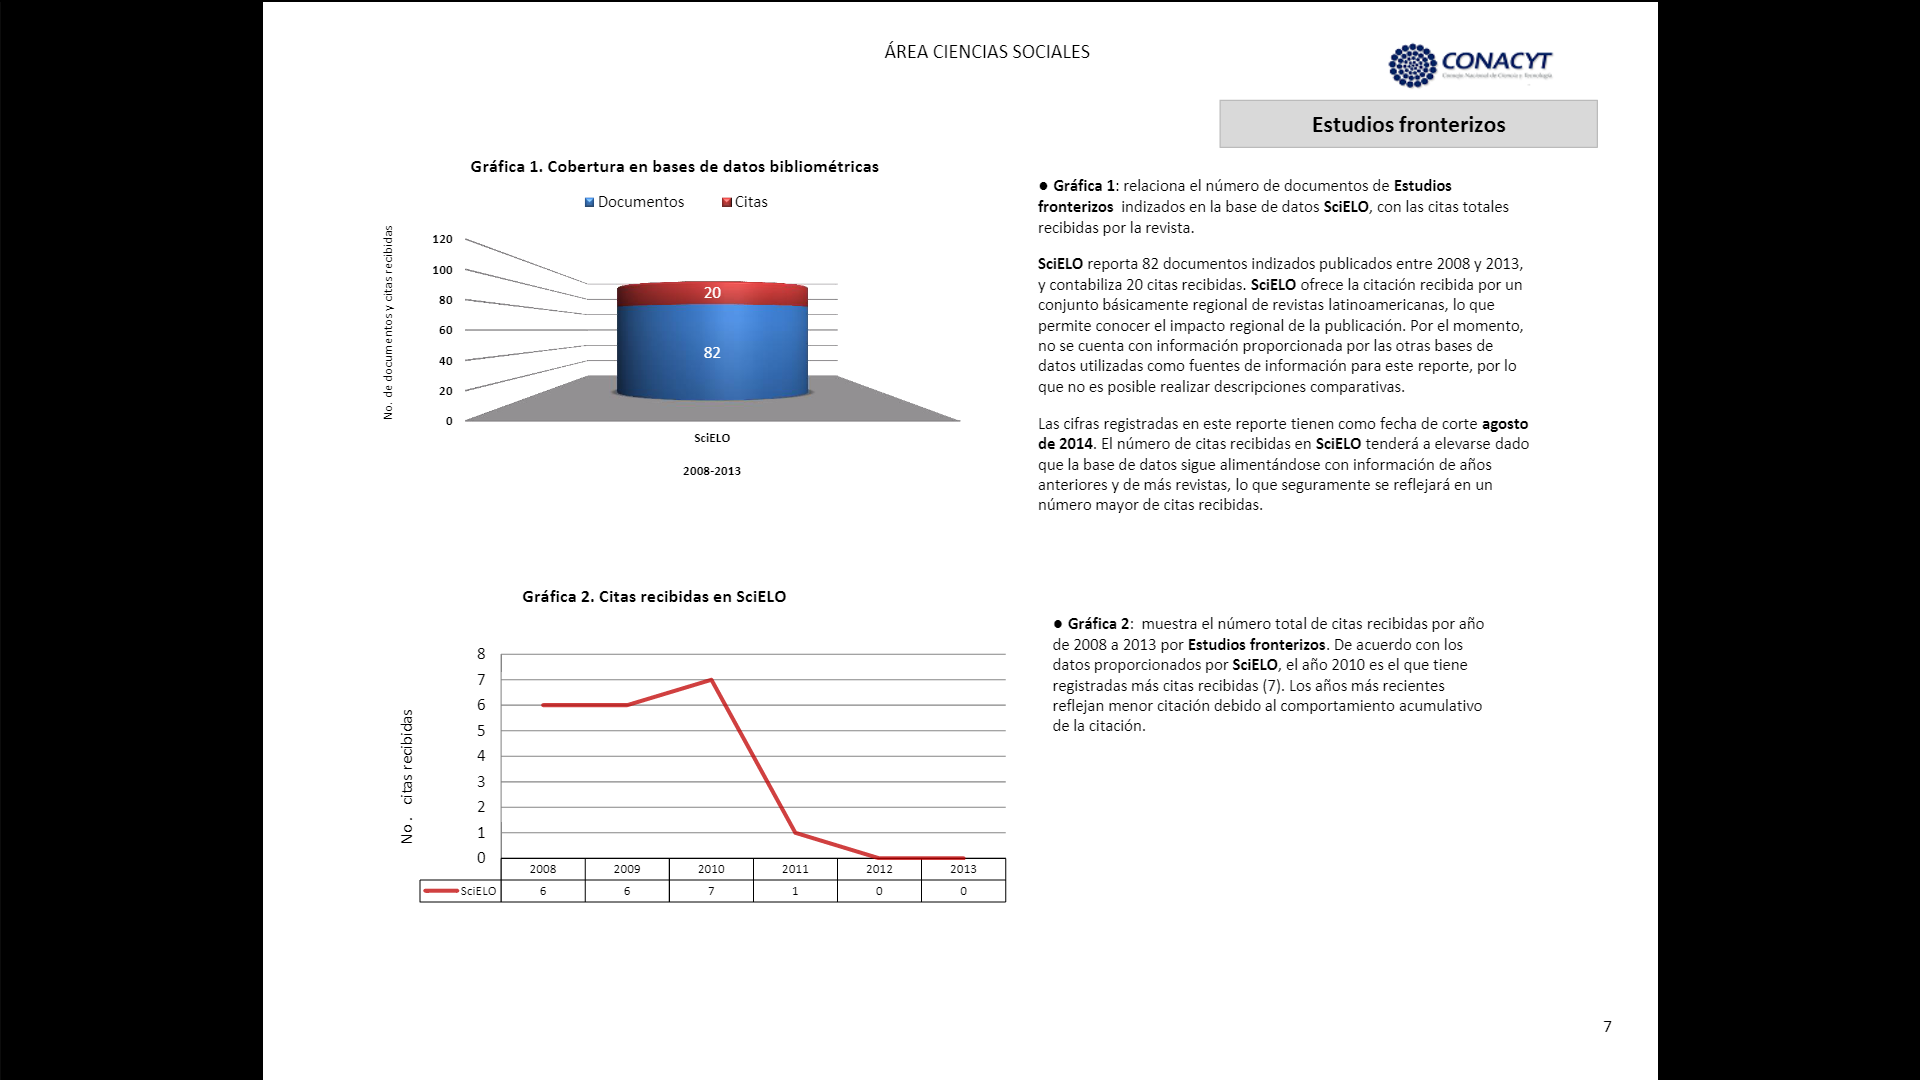 ÁREA CIENCIAS SOCIALES
CONACYT
Consejo Nacional de Ciencia y Tecnología
Estudios fronterizos
Gráfica 1. Cobertura en bases de datos bibliométricas
Documentos Citas
No. de documentos y citas recibidas
120
100
80
60
40
20
0
20
82
SciELO
2008-2013
● Gráfica 1: relaciona el número de documentos de Estudios
fronterizos indizados en la base de datos SciELO, con las citas totales
recibidas por la revista.
SciELO reporta 82 documentos indizados publicados entre 2008 y 2013,
y contabiliza 20 citas recibidas. SciELO ofrece la citación recibida por un
conjunto básicamente regional de revistas latinoamericanas, lo que
permite conocer el impacto regional de la publicación. Por el momento,
no se cuenta con información proporcionada por las otras bases de
datos utilizadas como fuentes de información para este reporte, por lo
que no es posible realizar descripciones comparativas.
Las cifras registradas en este reporte tienen como fecha de corte agosto
de 2014. El número de citas recibidas en SciELO tenderá a elevarse dado
que la base de datos sigue alimentándose con información de años
anteriores y de más revistas, lo que seguramente se reflejará en un
número mayor de citas recibidas.
Gráfica 2. Citas recibidas en SciELO
No. citas recibidas
8
7
6
5
4
3
2
1
0
2008 2009 2010 2011 2012 2013
SciELO 6 6 7 1 0 0
● Gráfica 2: muestra el número total de citas recibidas por año
de 2008 a 2013 por Estudios fronterizos. De acuerdo con los
datos proporcionados por SciELO, el año 2010 es el que tiene
registradas más citas recibidas (7). Los años más recientes
reflejan menor citación debido al comportamiento acumulativo
de la citación.
7